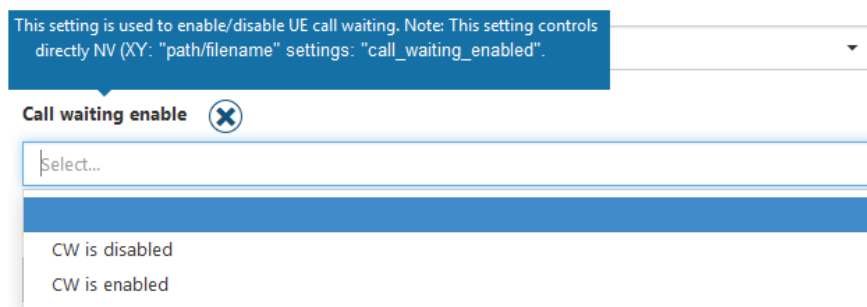 This setting is used to enable/disable UE call waiting. Note: This setting controls
directly NV (XY: "path/filename" settings: "call_waiting_enabled".
Call waiting enable
Select...
CW is disabled
CW is enabled